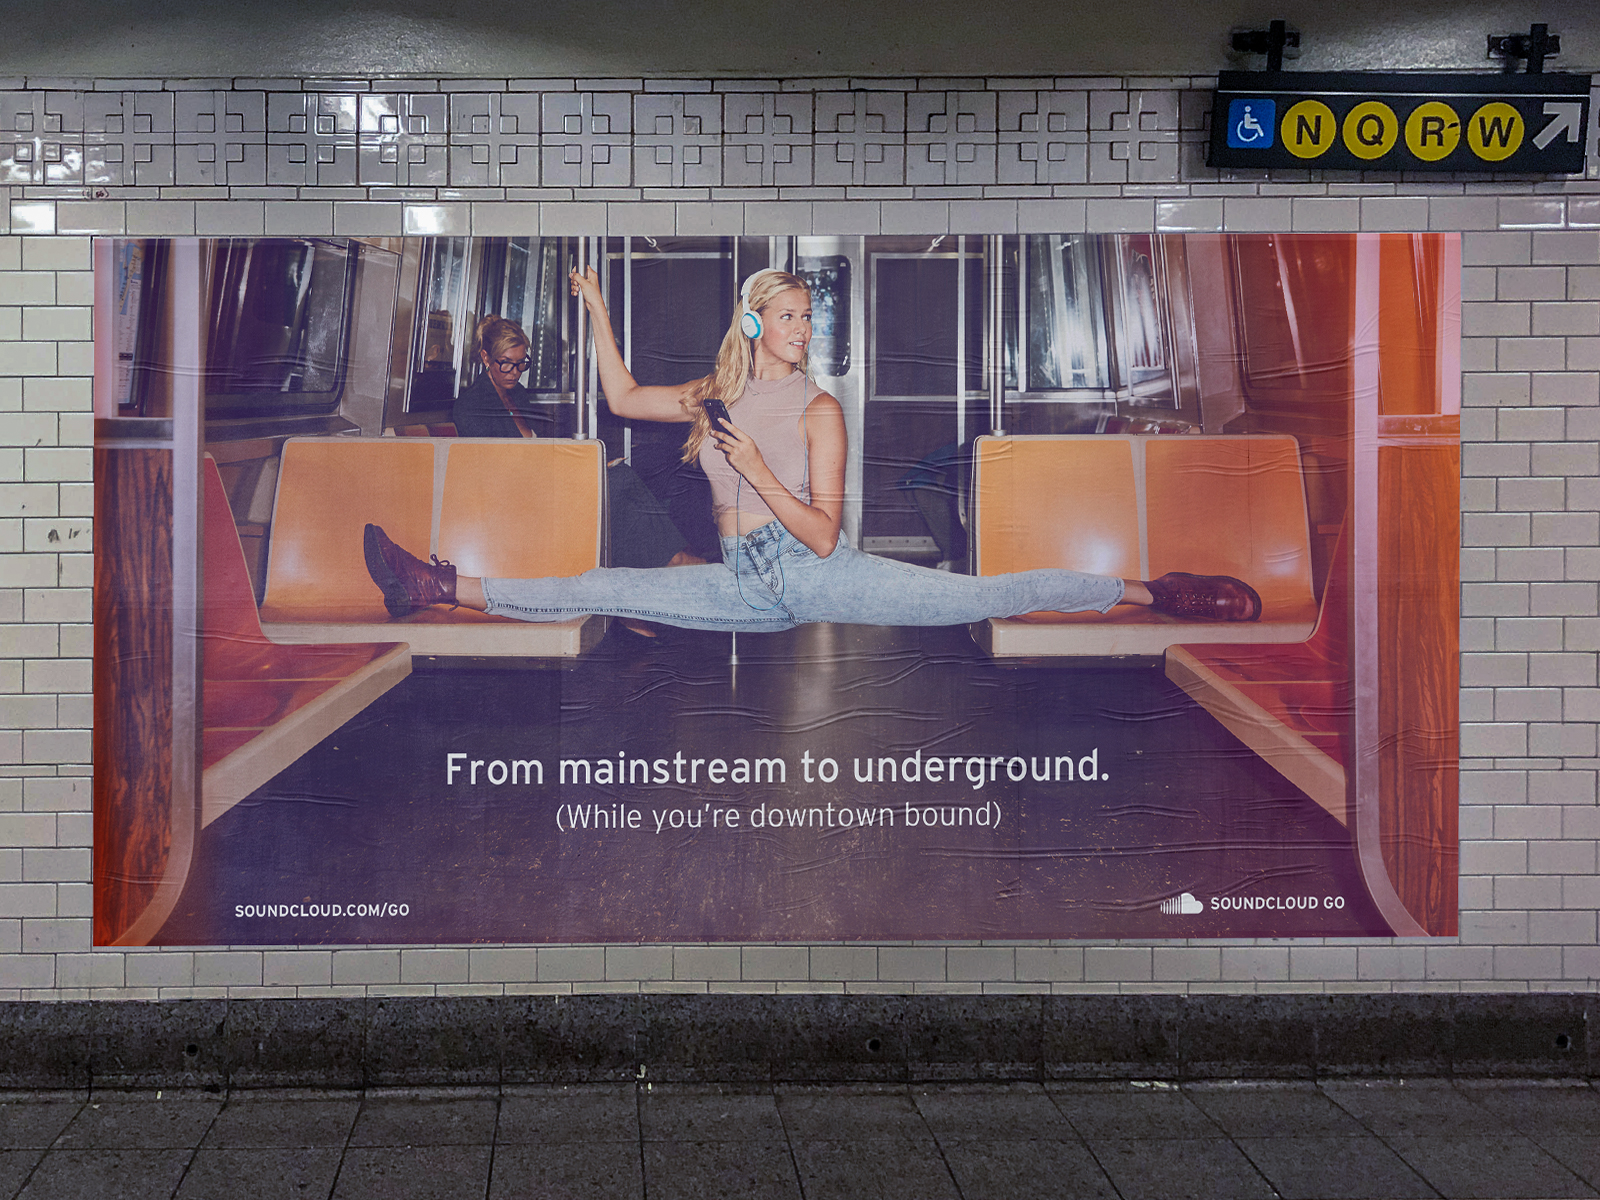 N Q R W
From mainstream to underground.
(While you're downtown bound)
SOUNDCLOUD.COM/GO
SOUNDCLOUD GO